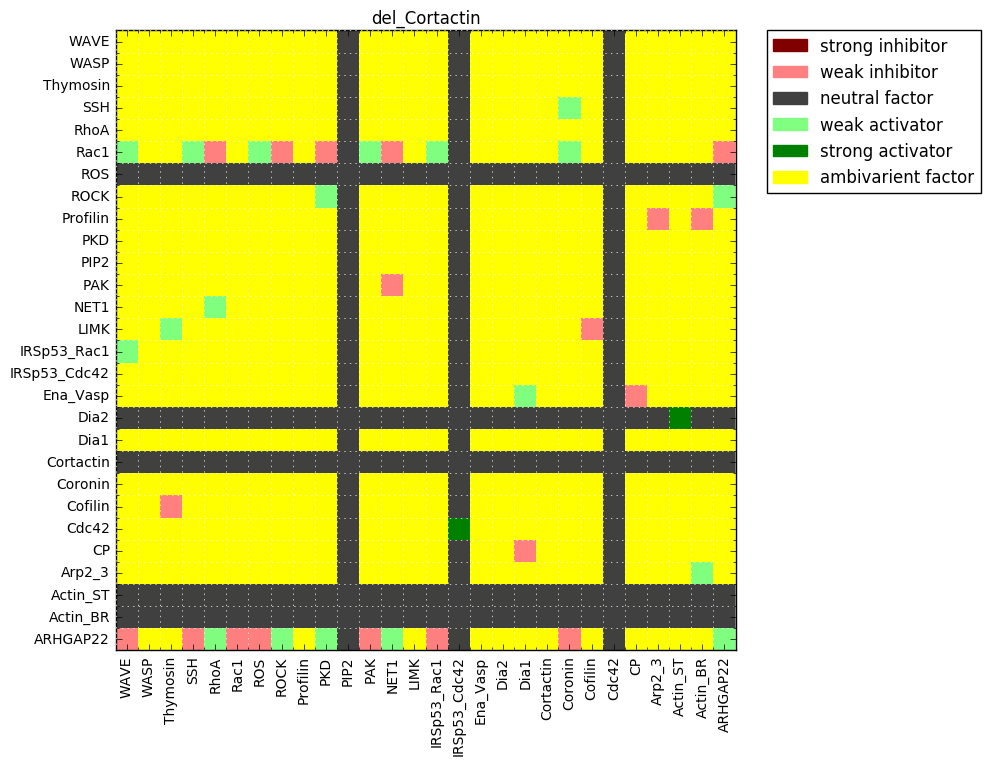 del_Cortactin
WAVE
WASP
Thymosin
SSH
RhoA
Rac1
ROS
ROCK
Profilin
PKD
PIP2
PAK
NET1
LIMK
IRSp53_Rac1
IRSp53_Cdc42
Ena_Vasp
Dia2
Dia1
Cortactin
Coronin
Cofilin
Cdc42
CP
Arp2_3
Actin_ST
Actin_BR
ARHGAP22
WAVE
WASP
Thymosin
SSH
RhoA
Rac1
ROS
ROCK
Profilin
PKD
PIP2
PAK
NET1
LIMK
IRSp53_Rac1
IRSp53_Cdc42
Ena_Vasp
Dia2
Dia1
Cortactin
Coronin
Cofilin
Cdc42
CP
Arp2_3
Actin_ST
Actin_BR
ARHGAP22
strong inhibitor
weak inhibitor
neutral factor
weak activator
strong activator
ambivarient factor